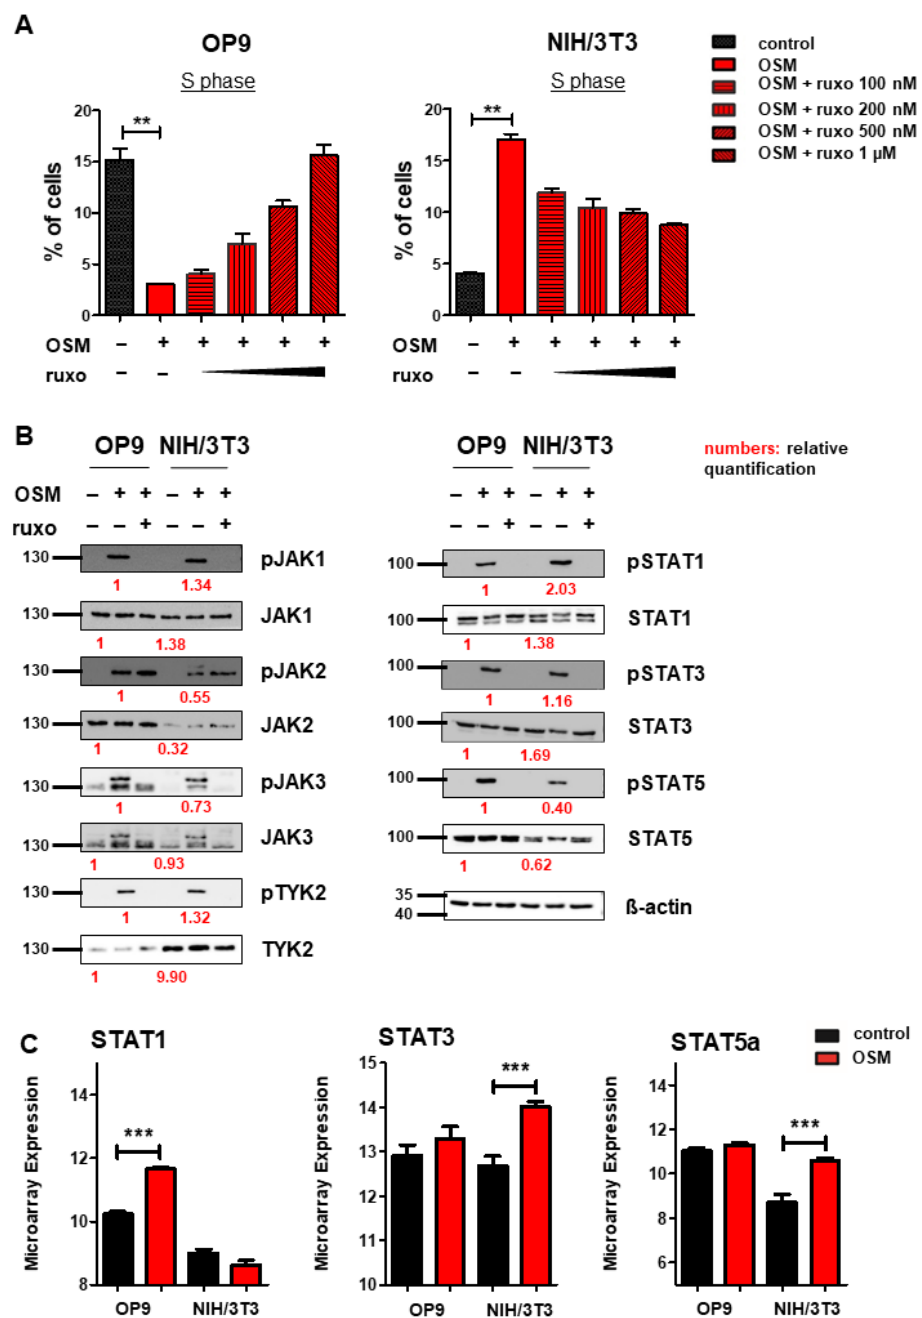 A
OP9
S phase
**
% of cells
20
15
10
5
0
OSM – + + + + +
ruxo – –
NIH/3T3
S phase
**
% of cells
20
15
10
5
0
OSM – + + + + +
ruxo – –
control
OSM
OSM + ruxo 100 nM
OSM + ruxo 200 nM
OSM + ruxo 500 nM
OSM + ruxo 1 µM
B
OP9 NIH/3T3
OSM – + + – + +
ruxo – – + – – +
130 pJAK1
1 1.34
130 JAK1
1 1.38
130 pJAK2
1 0.55
130 JAK2
1 0.32
130 pJAK3
1 0.73
130 JAK3
1 0.93
130 pTYK2
1 1.32
130 TYK2
1 9.90
OP9 NIH/3T3
– + + – + +
– – + – – +
100 pSTAT1
1 2.03
100 STAT1
1 1.38
100 pSTAT3
1 1.16
100 STAT3
1 1.69
100 pSTAT5
1 0.40
100 STAT5
1 0.62
35
40
ß-actin
numbers: relative
quantification
C
STAT1
Microarray Expression
14
12
10
8
***
OP9 NIH/3T3
STAT3
Microarray Expression
15
14
13
12
11
10
***
OP9 NIH/3T3
STAT5a
Microarray Expression
14
12
10
8
6
***
OP9 NIH/3T3
control
OSM